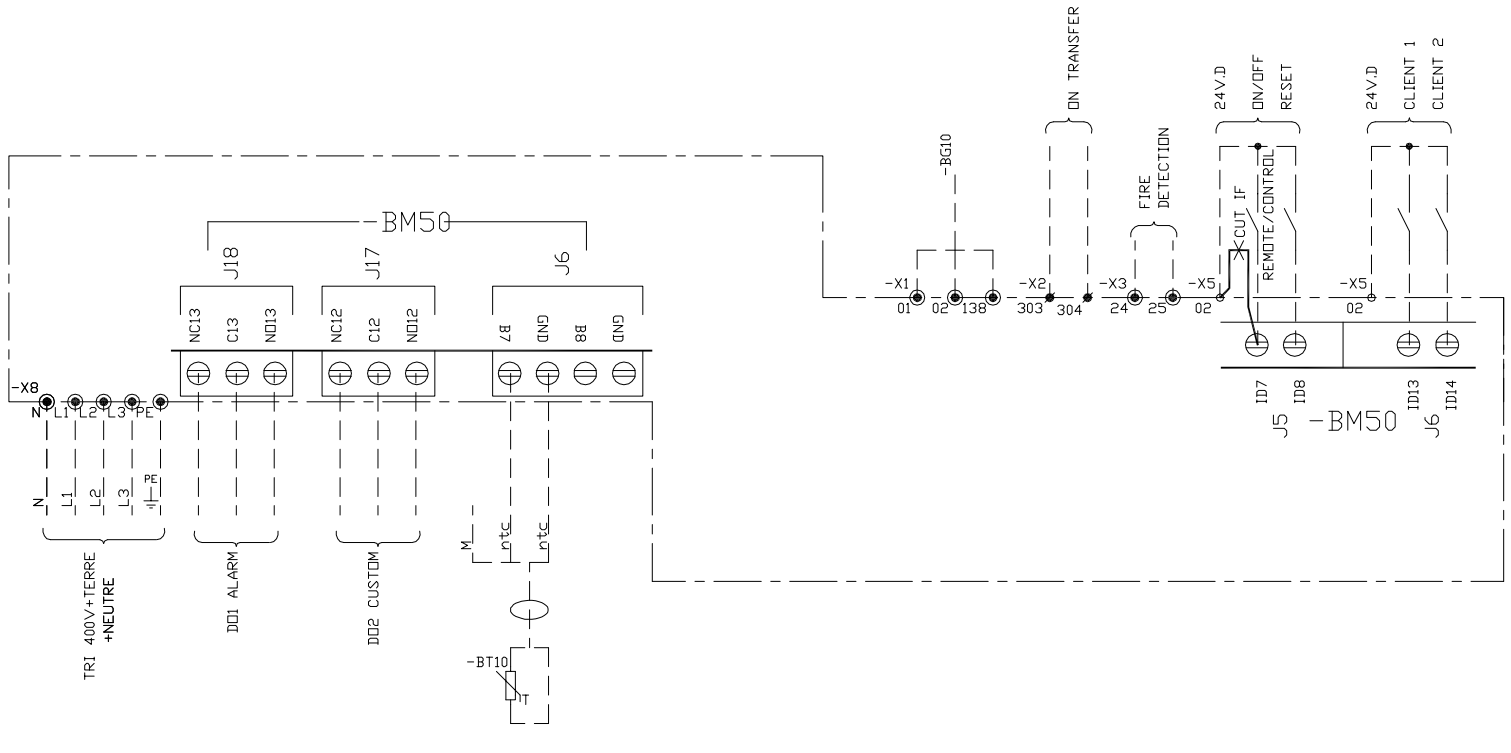 ON TRANSFER
24V.D
ON/OFF
RESET
24V.D
CLIENT 1
CLIENT 2
-BG10
FIRE
DETECTION
CUT IF
REMOTE/CONTROL
-BM50
J18
J17
J6
NC13
C13
NO13
NC12
C12
NO12
B7
GND
B8
GND
-X1
01
02
138
-X2
303
304
-X3
24
25
-X5
02
-X5
02
ID7
ID8
ID13
ID14
J5
-BM50
J6
-X8
N
L1
L2
L3
PE
N
L1
L2
L3
PE
M
ntc
ntc
TRI 400V+TERRE
+NEUTRE
DO1 ALARM
DO2 CUSTOM
-BT10
T